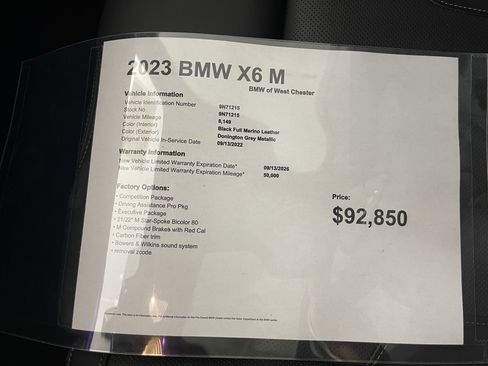 2023 BMW X6 M
BMW of West Chester
Vehicle Information
Vehicle Identification Number 9N71215
Stock No 9N71215
Vehicle Mileage 8,149
Color (Interior) Black Full Merino Leather
Color (Exterior) Donington Grey Metallic
Original Vehicle In-Service Date 09/13/2022
Warranty Information
New Vehicle Limited Warranty Expiration Date* 09/13/2026
New Vehicle Limited Warranty Expiration Mileage* 50,000
Factory Options:
• Competition Package
• Driving Assistance Pro Pkg
• Executive Package
• 21/22" M Star-Spoke Bicolor 80
• M Compound Brakes with Red Cal
• Carbon Fiber trim
• Bowers & Wilkins sound system
• removal zcode
Price:
$92,850